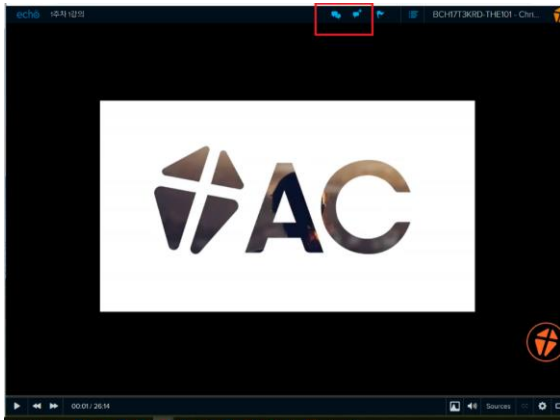 echo 1주차 1강의 BCH17T3KRD-THE101 - Chri...
AC
00:01 / 26:14 Sources